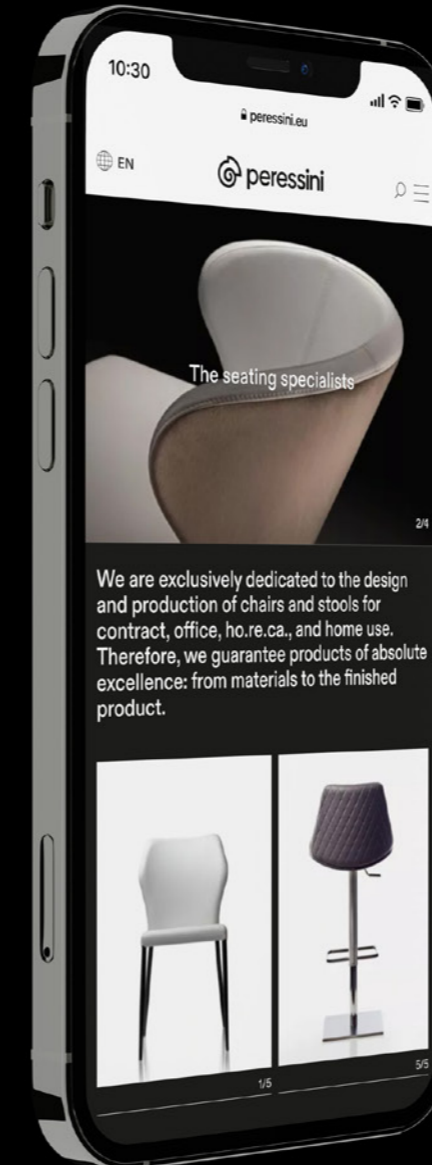 10:30
peressini.eu
EN
peressini
The seating specialists
2/4
We are exclusively dedicated to the design
and production of chairs and stools for
contract, office, ho.re.ca., and home use.
Therefore, we guarantee products of absolute
excellence: from materials to the finished
product.
1/5
5/5